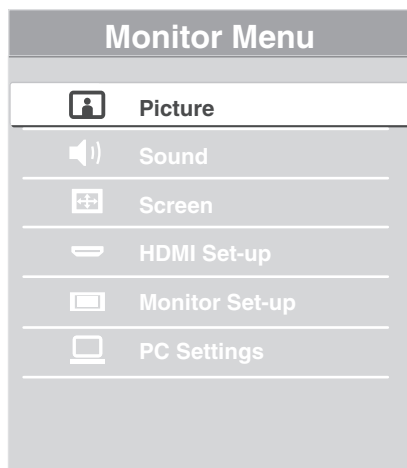 Monitor Menu
Picture
Sound
Screen
HDMI Set-up
Monitor Set-up
PC Settings